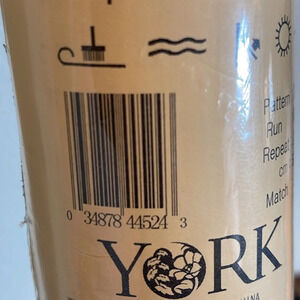 Pattern
Run
Repeat
cm
Match
0 34878 44524 3
YORK